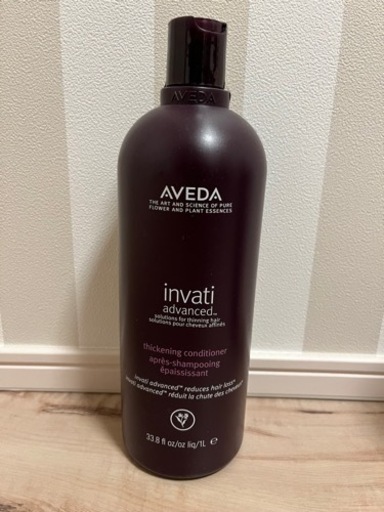 AVEDA
AVEDA
THE ART AND SCIENCE OF PURE
FLOWER AND PLANT ESSENCES
invati
advanced™
solutions for thinning hair
solutions pour cheveux affinés
thickening conditioner
après-shampooing
épaississant
invati advanced™ reduces hair loss*
invati advanced™ réduit la chute des cheveux*
33.8 fl oz/oz liq/1L ℮